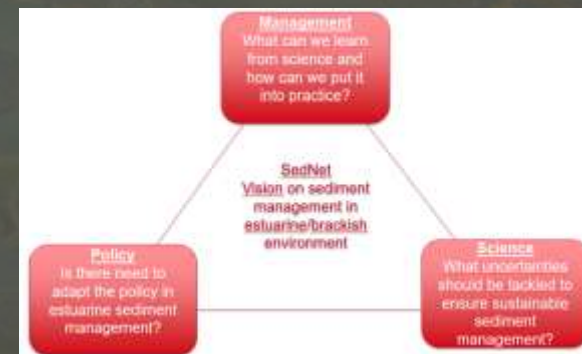 Management
What can we learn
from science and
how can we put it
into practice?
SedNet
Vision on sediment
management in
estuarine/brackish
environment
Policy
Is there need to
adapt the policy in
estuarine sediment
management?
Science
What uncertainties
should be tackled to
ensure sustainable
sediment
management?